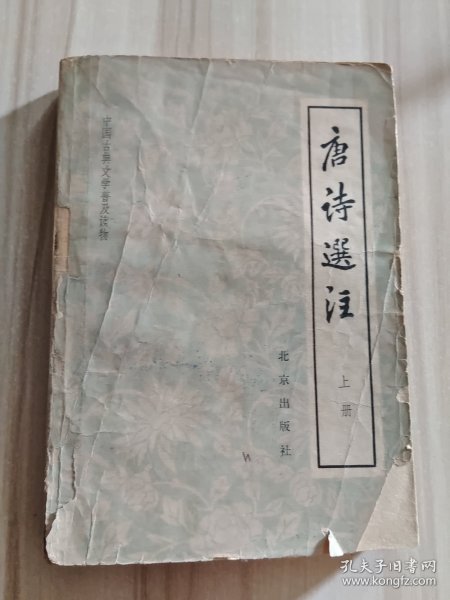 唐诗選注
上册
北京出版社
中国古典文学普及读物
孔夫子旧书网
www.kongfz.com